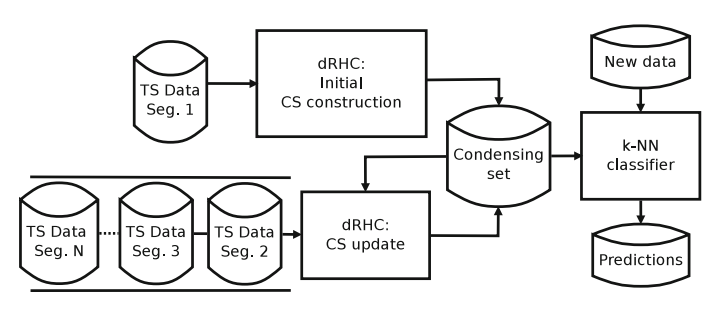 TS Data
Seg. 1
dRHC:
Initial
CS construction
New data
Condensing
set
k-NN
classifier
TS Data
Seg. N
TS Data
Seg. 3
TS Data
Seg. 2
dRHC:
CS update
Predictions